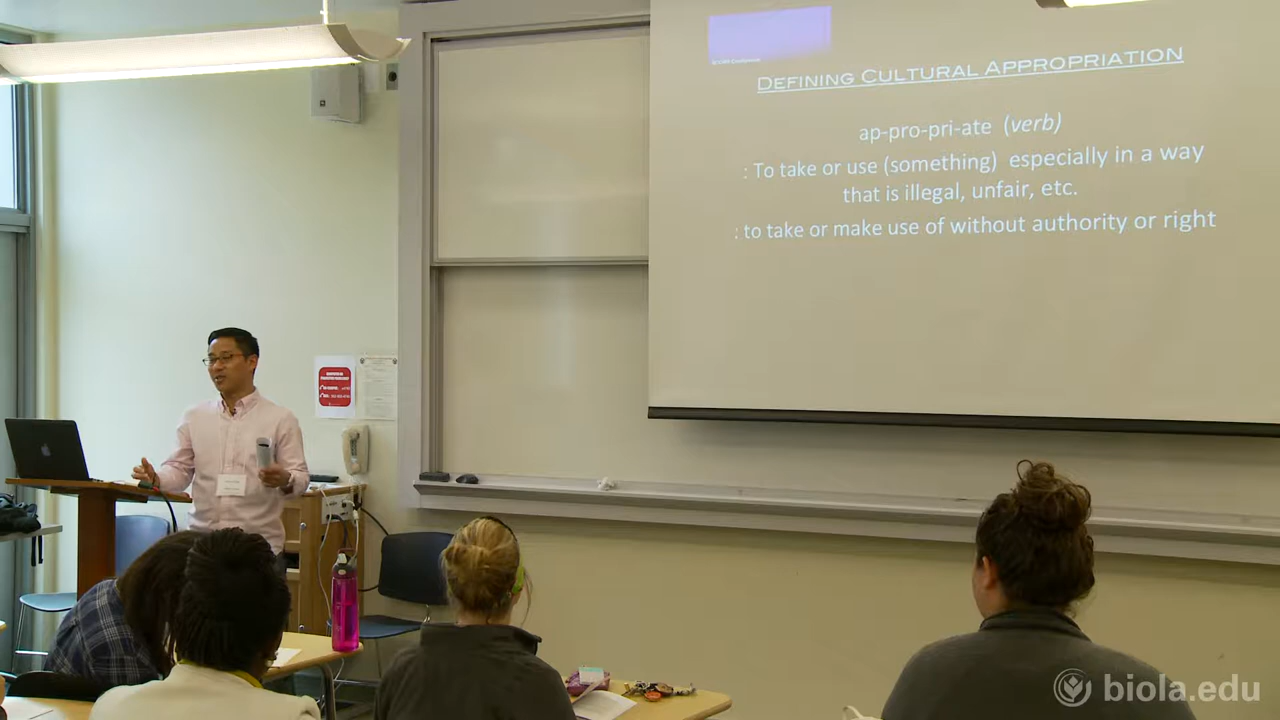 DEFINING CULTURAL APPROPRIATION
ap-pro-pri-ate (verb)
: To take or use (something) especially in a way
that is illegal, unfair, etc.
: to take or make use of without authority or right
biola.edu